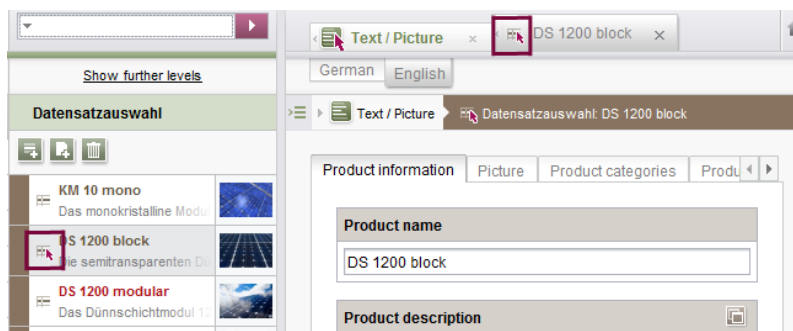 Text / Picture
DS 1200 block
Show further levels
German
English
Datensatzauswahl
Text / Picture
Datensatzauswahl: DS 1200 block
KM 10 mono
Das monokristalline Modu
DS 1200 block
Die semitransparenten Dü
DS 1200 modular
Das Dünnschichtmodul 12
Product information
Picture
Product categories
Produ
Product name
DS 1200 block
Product description